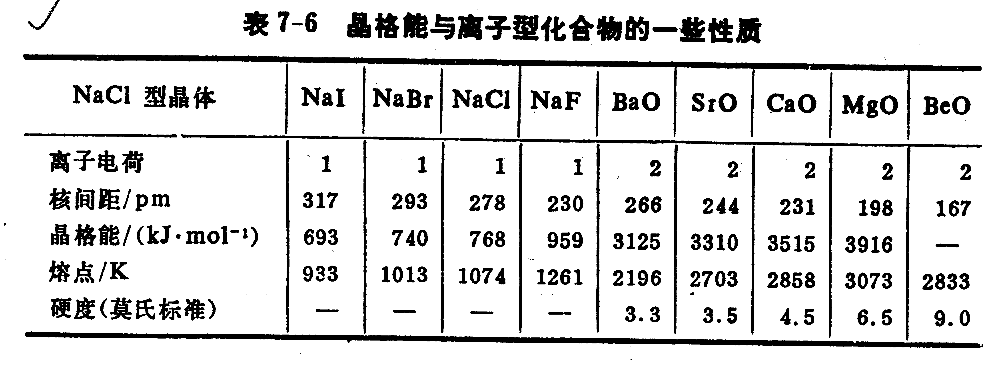 表 7-6 晶格能与离子型化合物的一些性质
NaCl 型晶体 NaI NaBr NaCl NaF BaO SrO CaO MgO BeO
离子电荷 1 1 1 1 2 2 2 2 2
核间距/pm 317 293 278 230 266 244 231 198 167
晶格能/(kJ·mol⁻¹) 693 740 768 959 3125 3310 3515 3916 —
熔点/K 933 1013 1074 1261 2196 2703 2858 3073 2833
硬度(莫氏标准) — — — — 3.3 3.5 4.5 6.5 9.0